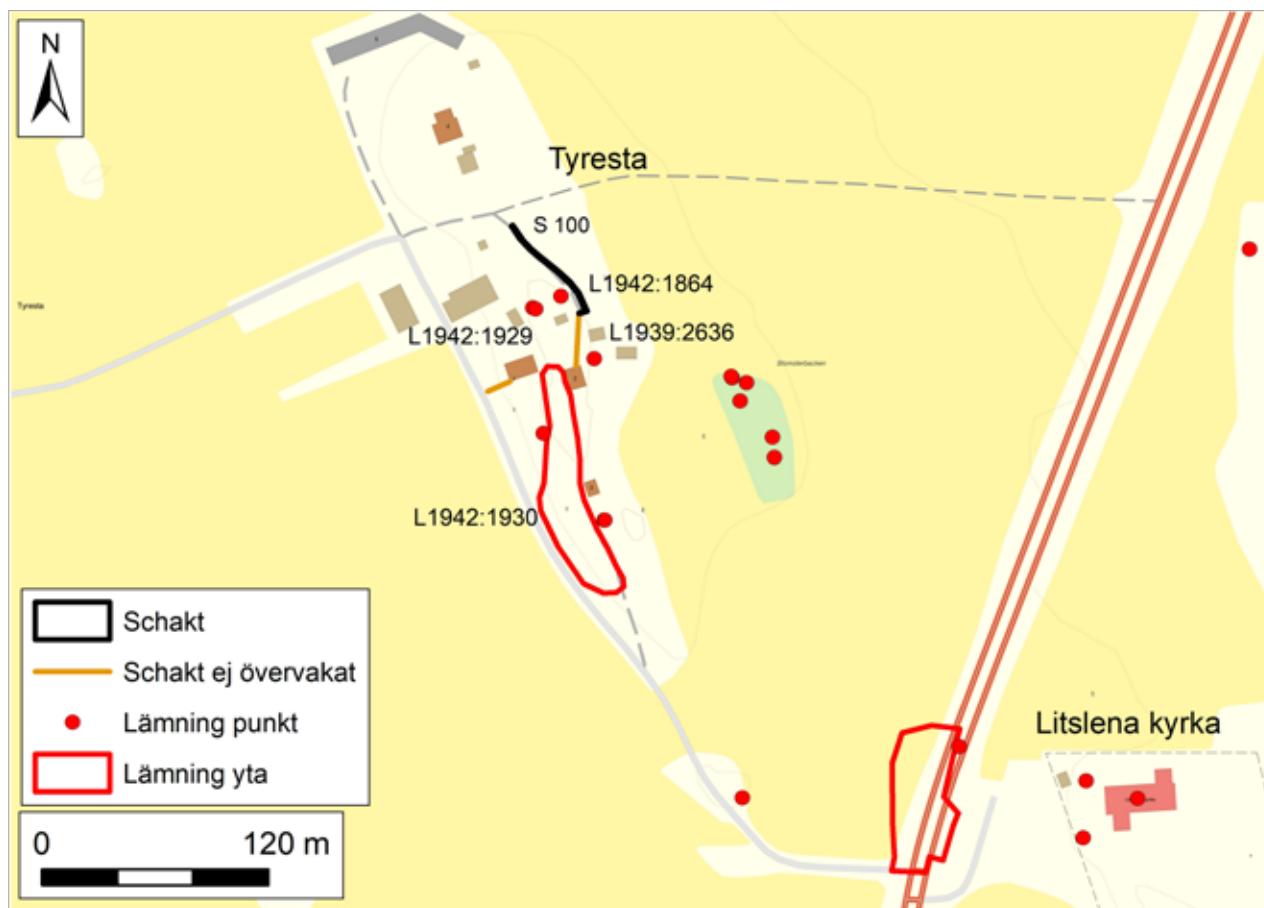 N
Tyresta
S 100
L1942:1864
Tyresta
L1942:1929
L1939:2636
L1942:1930
Litslena kyrka
Schakt
Schakt ej övervakat
Lämning punkt
Lämning yta
0 120 m